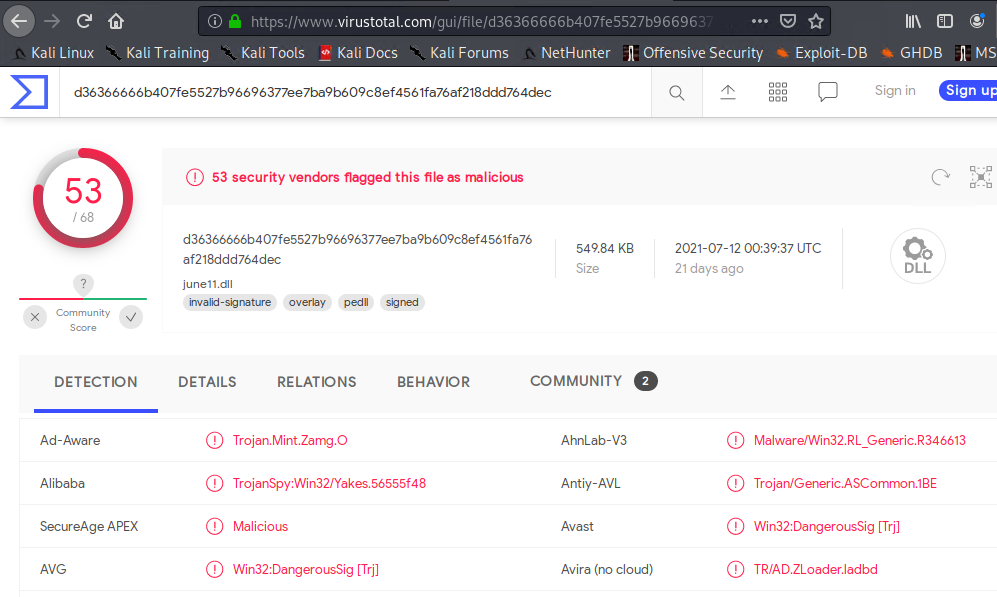 https://www.virustotal.com/gui/file/d36366666b407fe5527b9669637
Kali Linux Kali Training Kali Tools Kali Docs Kali Forums NetHunter Offensive Security Exploit-DB GHDB MS
d36366666b407fe5527b96696377ee7ba9b609c8ef4561fa76af218ddd764dec Sign in Sign up
53
/ 68
53 security vendors flagged this file as malicious
d36366666b407fe5527b96696377ee7ba9b609c8ef4561fa76
af218ddd764dec
june11.dll
invalid-signature overlay pedll signed
549.84 KB
Size
2021-07-12 00:39:37 UTC
21 days ago
DLL
?
Community
Score
DETECTION DETAILS RELATIONS BEHAVIOR COMMUNITY 2
Ad-Aware Trojan.Mint.Zamg.O AhnLab-V3 Malware/Win32.RL_Generic.R346613
Alibaba TrojanSpy:Win32/Yakes.56555f48 Antiy-AVL Trojan/Generic.ASCommon.1BE
SecureAge APEX Malicious Avast Win32:DangerousSig [Trj]
AVG Win32:DangerousSig [Trj] Avira (no cloud) TR/AD.ZLoader.ladbd